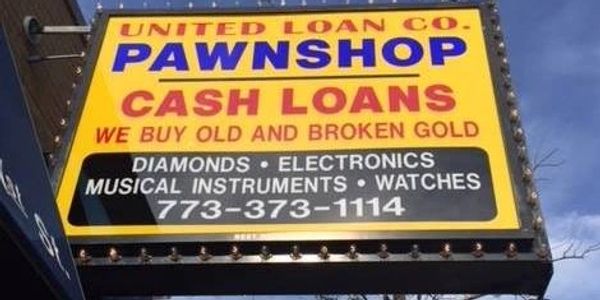 UNITED LOAN CO.
PAWNSHOP
CASH LOANS
WE BUY OLD AND BROKEN GOLD
DIAMONDS • ELECTRONICS
MUSICAL INSTRUMENTS • WATCHES
773-373-1114